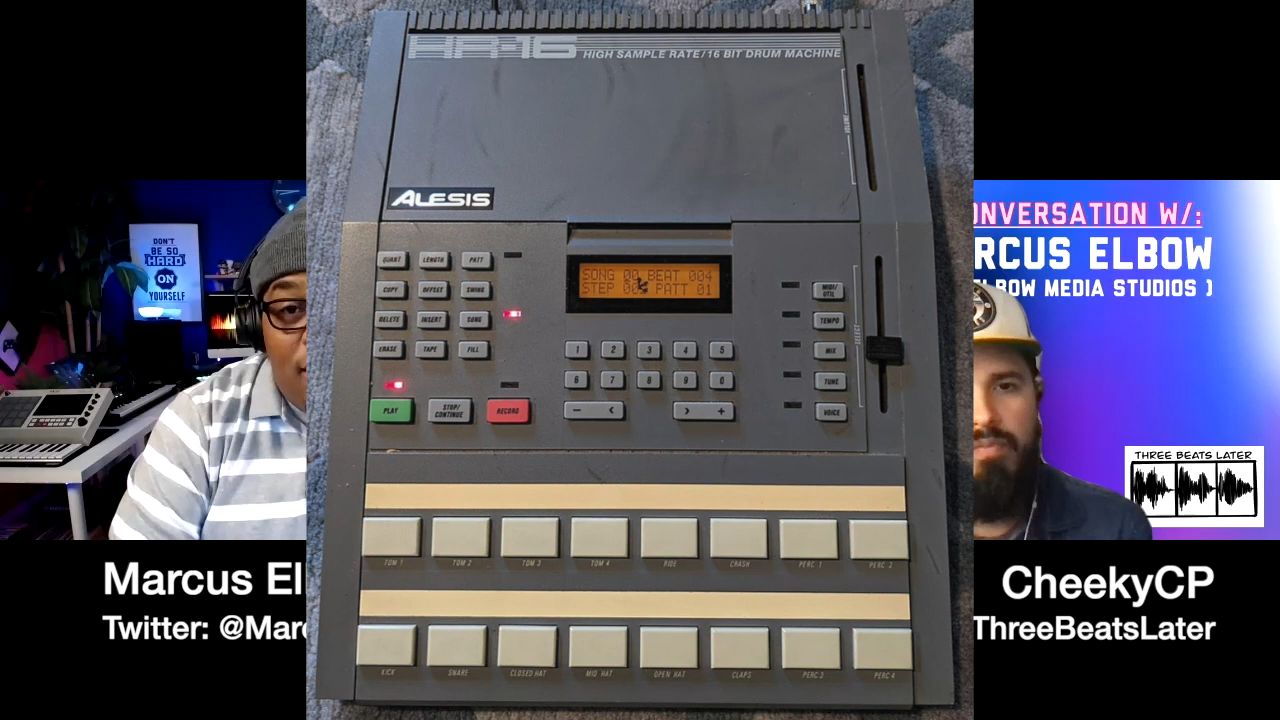 HR-16
HIGH SAMPLE RATE/16 BIT DRUM MACHINE
VOLUME
ALESIS
DON'T
BE SO
HARD
ON
YOURSELF
ONVERSATION W/:
RCUS ELBOW
ELBOW MEDIA STUDIOS )
QUANT LENGTH PATT
COPY OFFSET SWING
DELETE INSERT SONG
ERASE TAPE FILL
PLAY STOP/CONTINUE RECORD
SONG 00 BEAT 004
STEP PATT 01
1 2 3 4 5
6 7 8 9 0
− < > +
MIDI/UTIL
TEMPO
MIX
TUNE
VOICE
THREE BEATS LATER
TOM 1 TOM 2 TOM 3 TOM 4 RIDE CRASH PERC 1 PERC 2
KICK SNARE CLOSED HAT MID HAT OPEN HAT CLAPS PERC 3 PERC 4
Marcus El
Twitter: @Marc
CheekyCP
ThreeBeatsLater